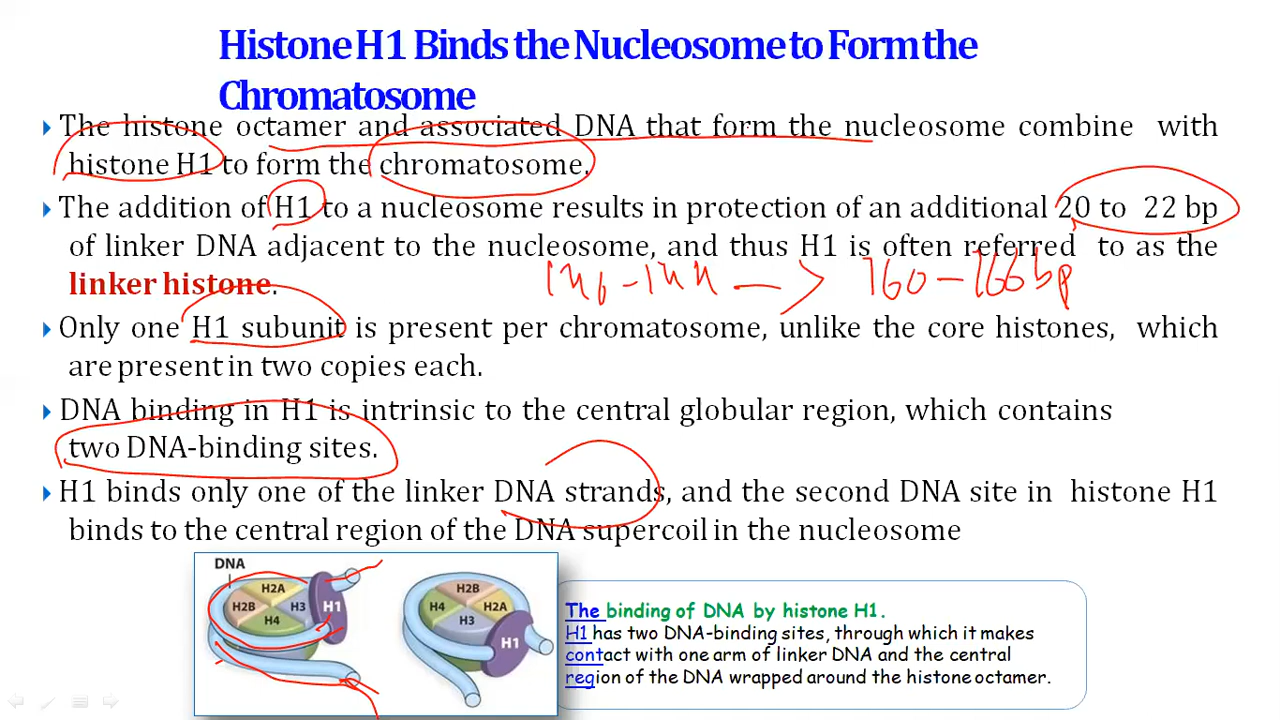 Histone H1 Binds the Nucleosome to Form the
Chromatosome
The histone octamer and associated DNA that form the nucleosome combine with
histone H1 to form the chromatosome.
The addition of H1 to a nucleosome results in protection of an additional 20 to 22 bp
of linker DNA adjacent to the nucleosome, and thus H1 is often referred to as the
linker histone.
160-166bp
Only one H1 subunit is present per chromatosome, unlike the core histones, which
are present in two copies each.
DNA binding in H1 is intrinsic to the central globular region, which contains
two DNA-binding sites.
H1 binds only one of the linker DNA strands, and the second DNA site in histone H1
binds to the central region of the DNA supercoil in the nucleosome
DNA
H2A
H2B
H3
H4
H1
H2B
H4
H2A
H3
H1
The binding of DNA by histone H1.
H1 has two DNA-binding sites, through which it makes
contact with one arm of linker DNA and the central
region of the DNA wrapped around the histone octamer.